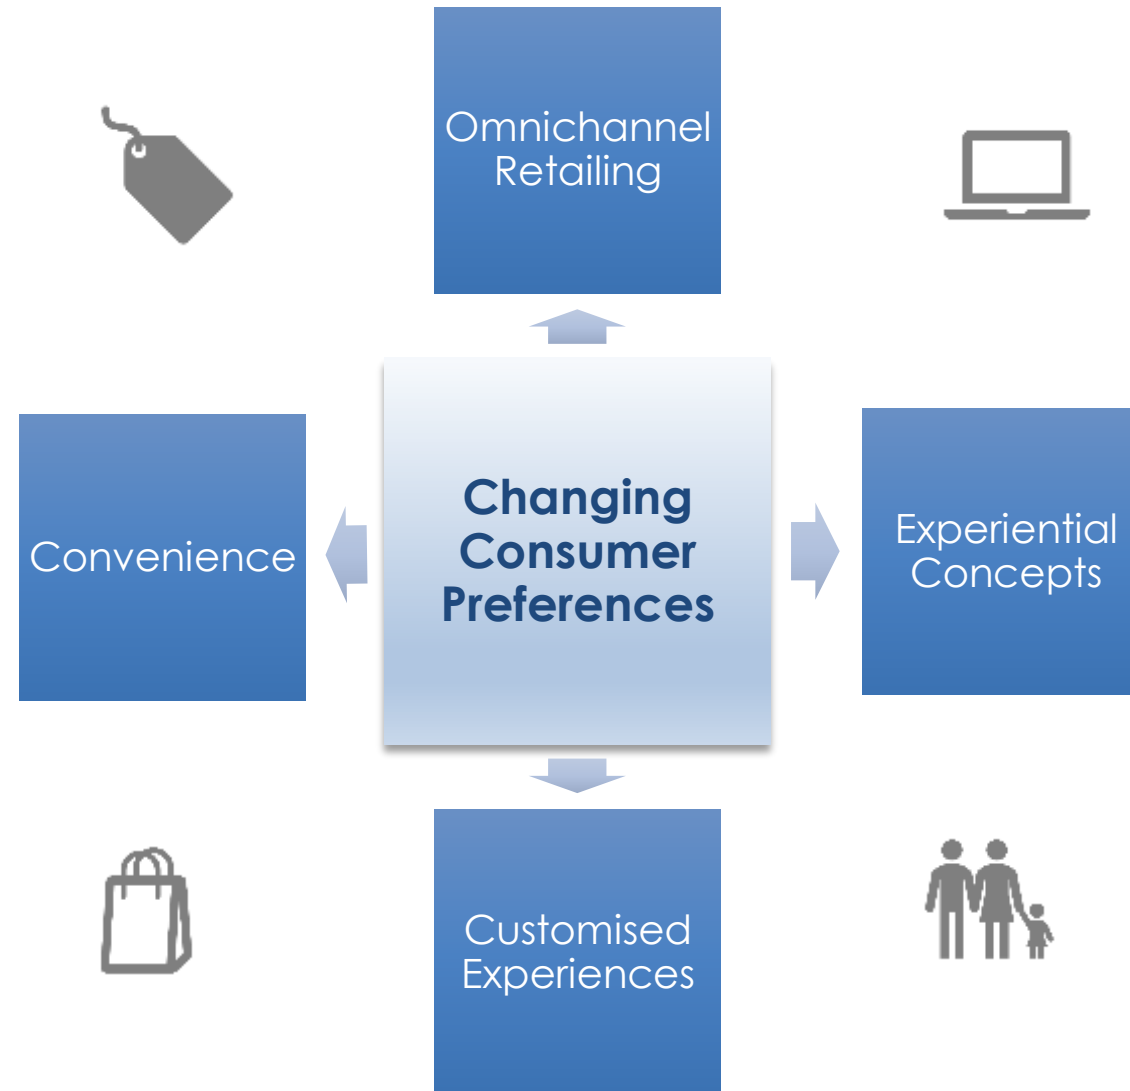 Omnichannel
Retailing
Convenience
Changing
Consumer
Preferences
Experiential
Concepts
Customised
Experiences